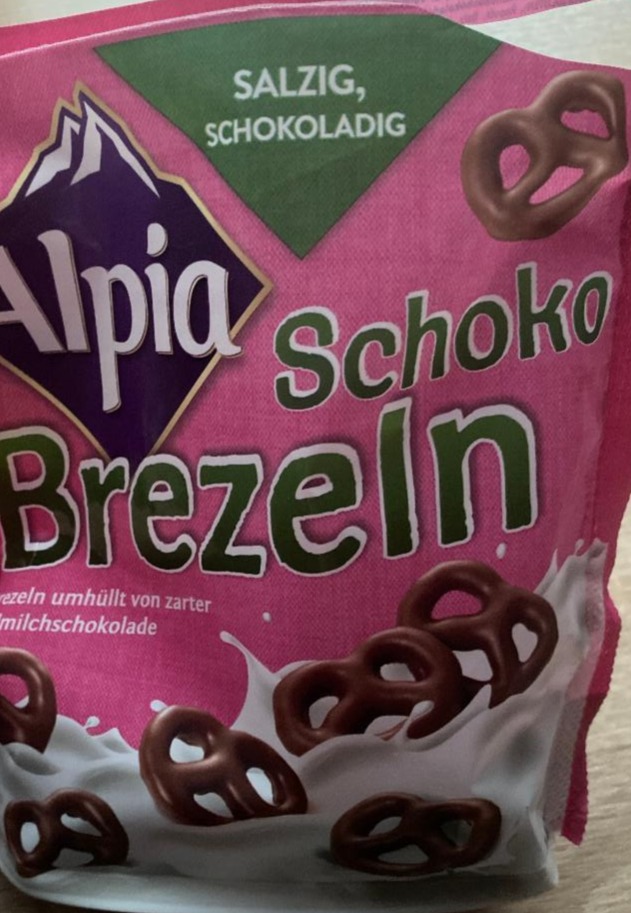 SALZIG,
SCHOKOLADIG
Alpia
Schoko
Brezeln
rezeln umhüllt von zarter
milchschokolade